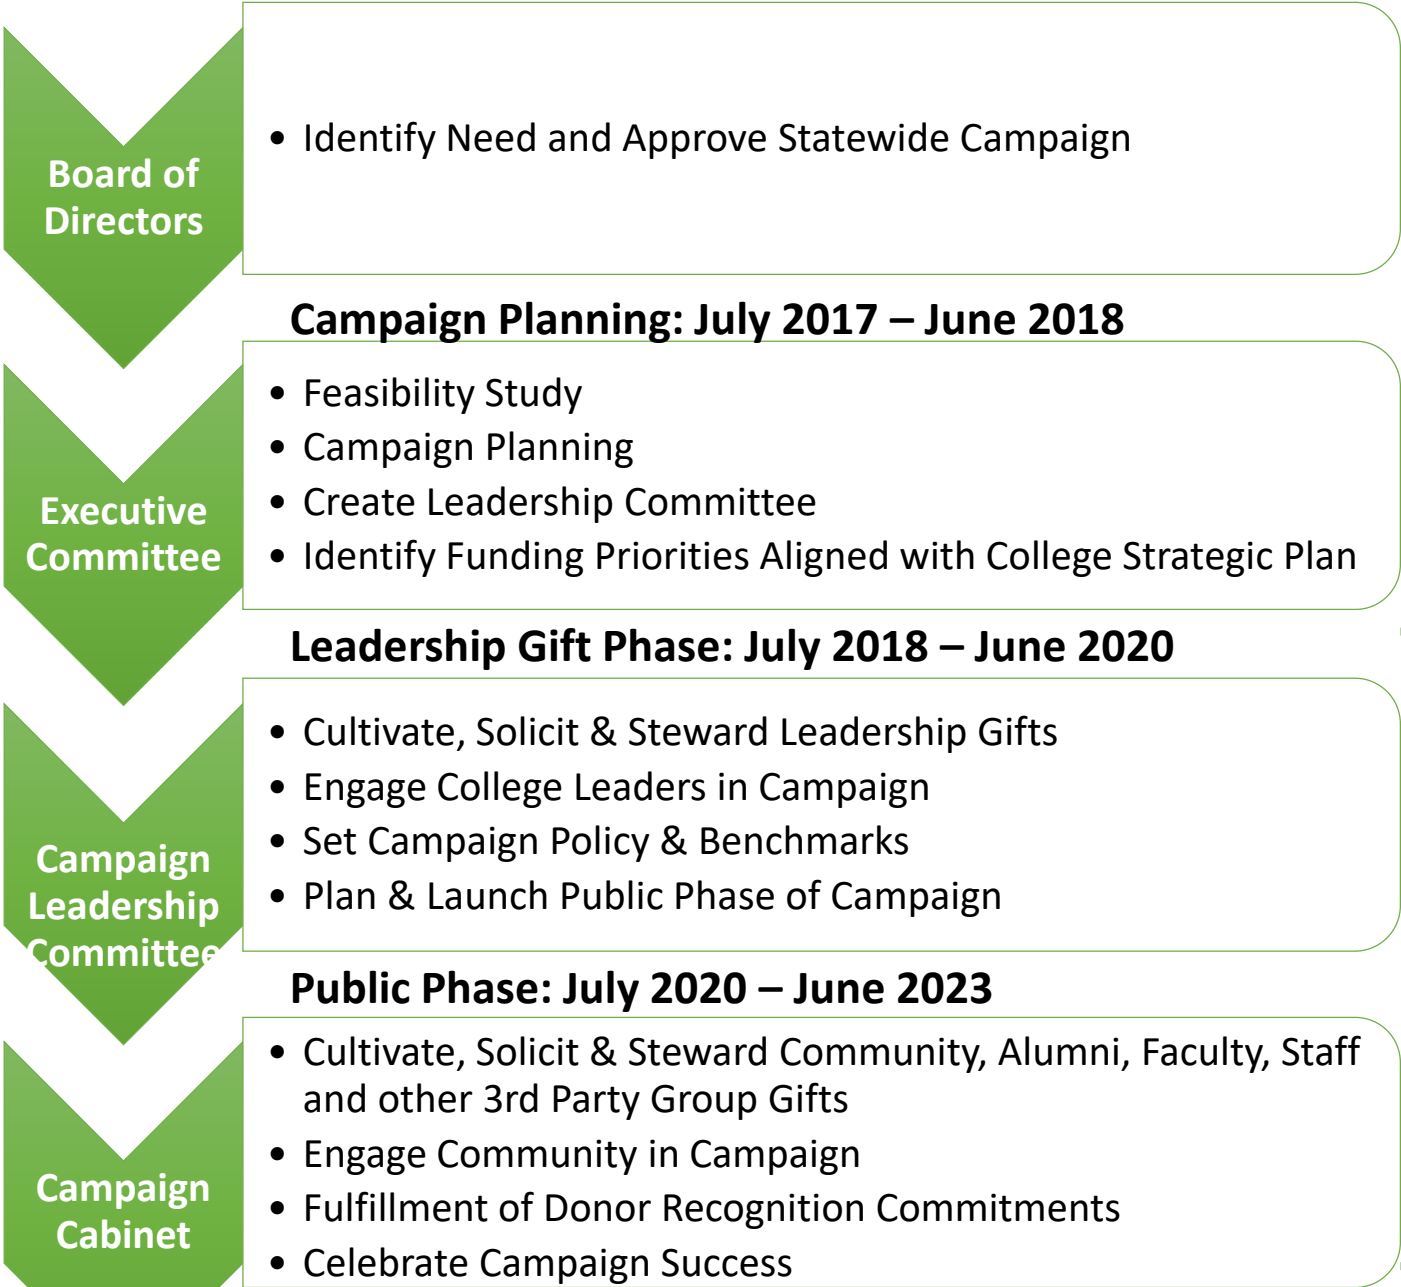 Board of
Directors
• Identify Need and Approve Statewide Campaign
Campaign Planning: July 2017 – June 2018
Executive
Committee
• Feasibility Study
• Campaign Planning
• Create Leadership Committee
• Identify Funding Priorities Aligned with College Strategic Plan
Leadership Gift Phase: July 2018 – June 2020
Campaign
Leadership
Committee
• Cultivate, Solicit & Steward Leadership Gifts
• Engage College Leaders in Campaign
• Set Campaign Policy & Benchmarks
• Plan & Launch Public Phase of Campaign
Public Phase: July 2020 – June 2023
Campaign
Cabinet
• Cultivate, Solicit & Steward Community, Alumni, Faculty, Staff
and other 3rd Party Group Gifts
• Engage Community in Campaign
• Fulfillment of Donor Recognition Commitments
• Celebrate Campaign Success